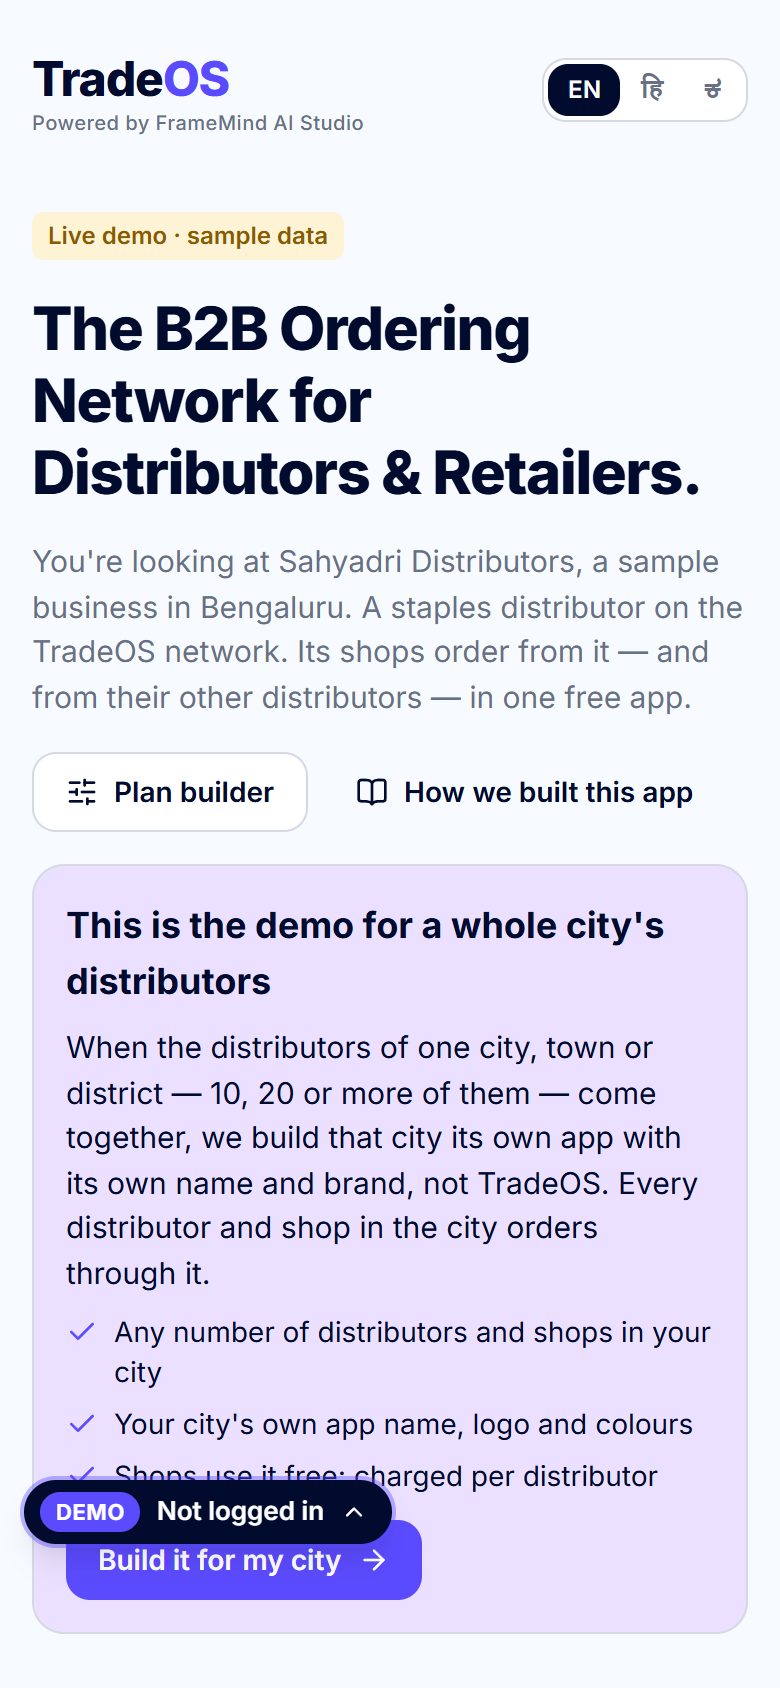 TradeOS
Powered by FrameMind AI Studio
EN हि ಕ
Live demo · sample data
The B2B Ordering
Network for
Distributors & Retailers.
You're looking at Sahyadri Distributors, a sample
business in Bengaluru. A staples distributor on the
TradeOS network. Its shops order from it — and
from their other distributors — in one free app.
Plan builder
How we built this app
This is the demo for a whole city's
distributors
When the distributors of one city, town or
district — 10, 20 or more of them — come
together, we build that city its own app with
its own name and brand, not TradeOS. Every
distributor and shop in the city orders
through it.
Any number of distributors and shops in your
city
Your city's own app name, logo and colours
Shops use it free; charged per distributor
DEMO Not logged in
Build it for my city